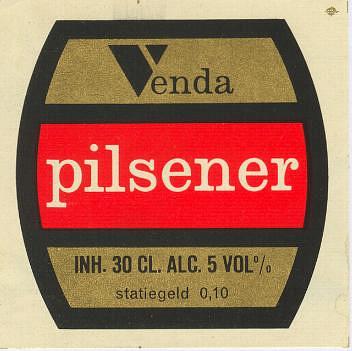 Venda
pilsener
INH. 30 CL. ALC. 5 VOL%
statiegeld 0,10